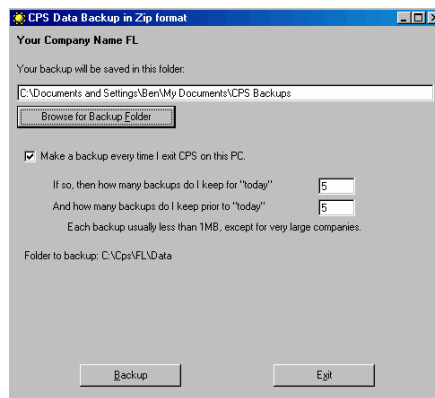 CPS Data Backup in Zip format
Your Company Name FL
Your backup will be saved in this folder:
C:\Documents and Settings\Ben\My Documents\CPS Backups
Browse for Backup Folder
Make a backup every time I exit CPS on this PC.
If so, then how many backups do I keep for "today" 5
And how many backups do I keep prior to "today" 5
Each backup usually less than 1MB, except for very large companies.
Folder to backup: C:\Cps\FL\Data
Backup Exit